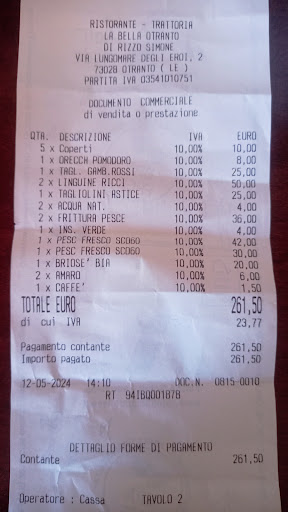 RISTORANTE - TRATTORIA
LA BELLA OTRANTO
DI RIZZO SIMONE
VIA LUNGOMARE DEGLI EROI, 2
73028 OTRANTO ( LE )
PARTITA IVA 03541010751
DOCUMENTO COMMERCIALE
di vendita o prestazione
QTA. DESCRIZIONE IVA EURO
5 x Coperti 10,00% 10,00
1 x ORECCH POMODORO 10,00% 8,00
1 x TAGL. GAMB.ROSSI 10,00% 25,00
2 x LINGUINE RICCI 10,00% 50,00
1 x TAGLIOLINI ASTICE 10,00% 25,00
2 x ACQUA NAT. 10,00% 4,00
2 x FRITTURA PESCE 10,00% 36,00
1 x INS. VERDE 10,00% 4,00
1 x PESC FRESCO SC060 10,00% 42,00
1 x PESC FRESCO SC060 10,00% 30,00
1 x BRIOSE' BIA 10,00% 20,00
2 x AMARO 10,00% 6,00
1 x CAFFE' 10,00% 1,50
TOTALE EURO 261,50
di cui IVA 23,77
Pagamento contante 261,50
Importo pagato 261,50
12-05-2024 14:10 DOC.N. 0815-0010
RT 94IBQ001878
DETTAGLIO FORME DI PAGAMENTO
Contante 261,50
Operatore : Cassa TAVOLO 2